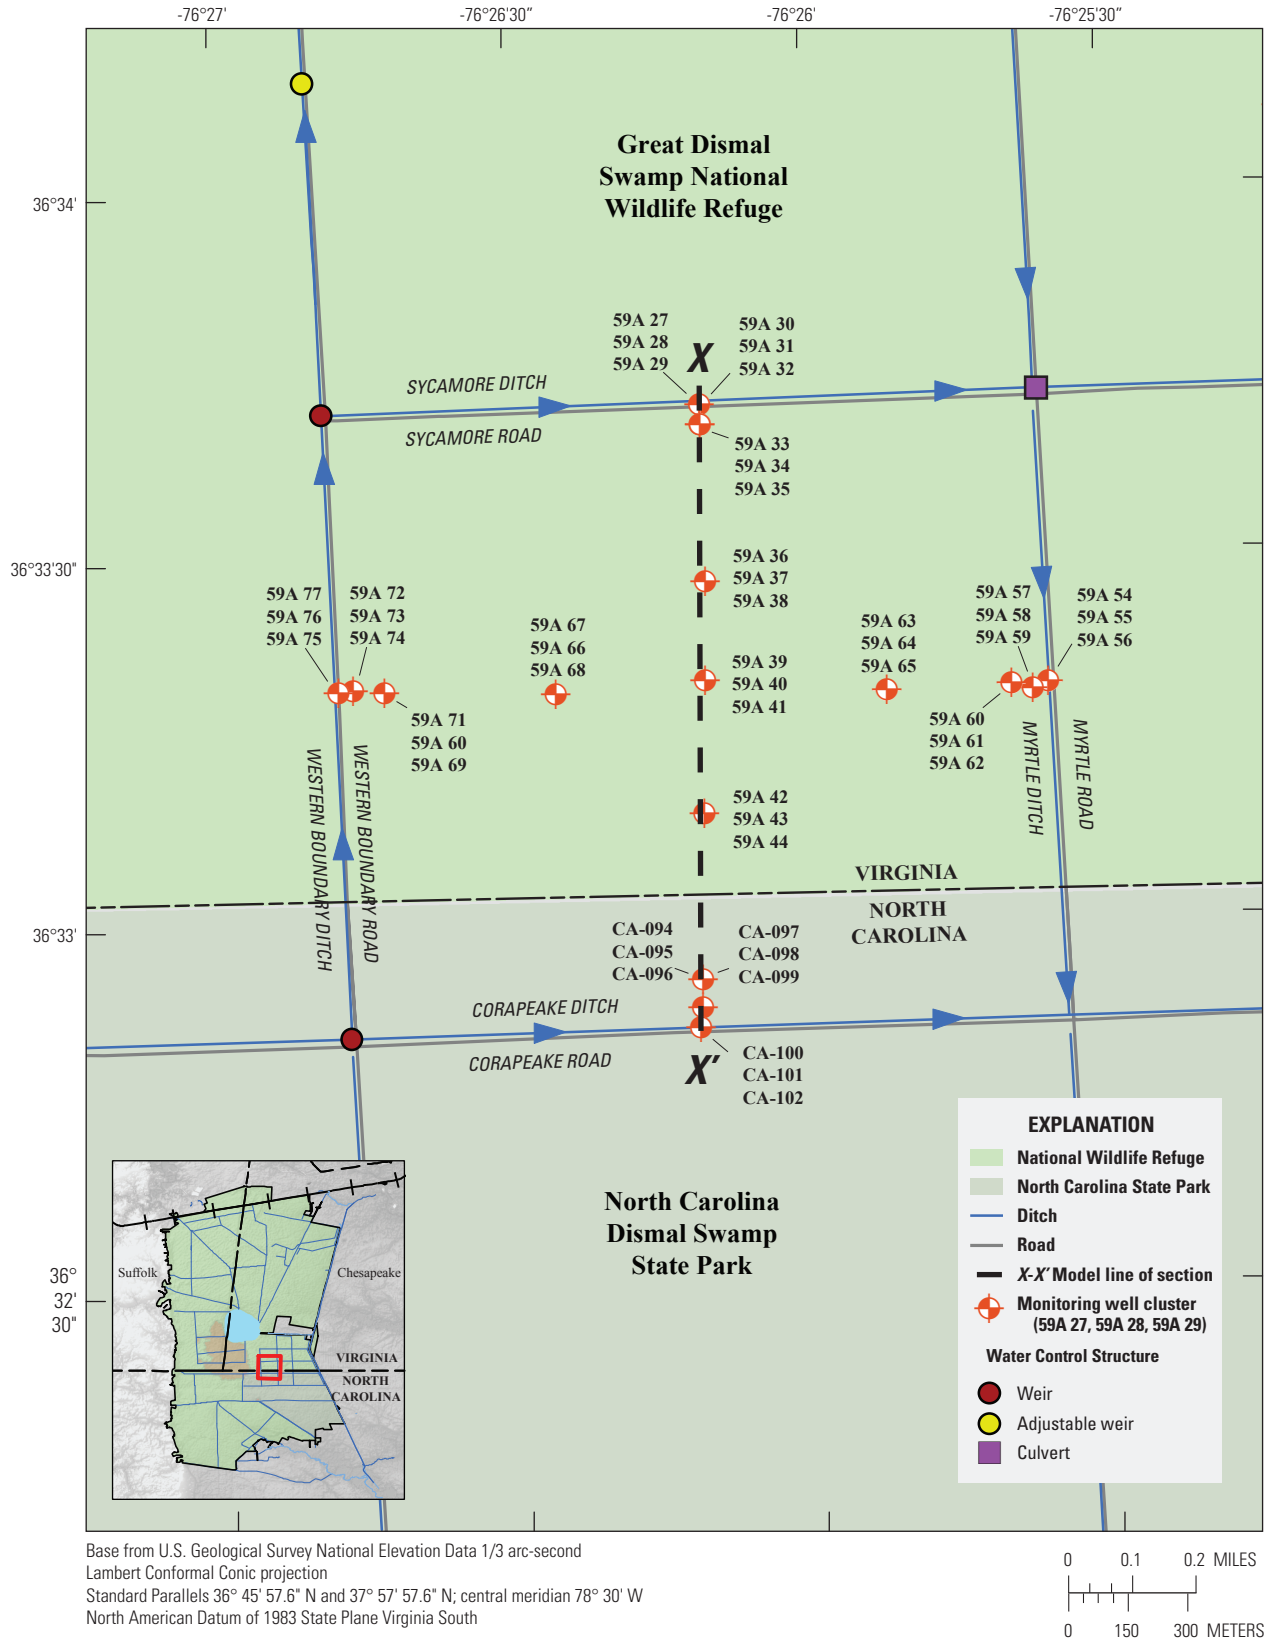 -76°27'
-76°26'30"
-76°26'
-76°25'30"
36°34'
36°33'30"
36°33'
36°
32'
30"
Great Dismal
Swamp National
Wildlife Refuge
59A 27
59A 28
59A 29
X
59A 30
59A 31
59A 32
SYCAMORE DITCH
SYCAMORE ROAD
59A 33
59A 34
59A 35
59A 36
59A 37
59A 38
59A 77
59A 76
59A 75
59A 72
59A 73
59A 74
59A 67
59A 66
59A 68
59A 63
59A 64
59A 65
59A 57
59A 58
59A 59
59A 54
59A 55
59A 56
59A 39
59A 40
59A 41
59A 71
59A 60
59A 69
59A 60
59A 61
59A 62
WESTERN BOUNDARY DITCH
WESTERN BOUNDARY ROAD
MYRTLE DITCH
MYRTLE ROAD
59A 42
59A 43
59A 44
VIRGINIA
NORTH
CAROLINA
CA-094
CA-095
CA-096
CA-097
CA-098
CA-099
CORAPEAKE DITCH
CORAPEAKE ROAD
X'
CA-100
CA-101
CA-102
North Carolina
Dismal Swamp
State Park
Suffolk
Chesapeake
VIRGINIA
NORTH
CAROLINA
EXPLANATION
National Wildlife Refuge
North Carolina State Park
Ditch
Road
X-X' Model line of section
Monitoring well cluster
(59A 27, 59A 28, 59A 29)
Water Control Structure
Weir
Adjustable weir
Culvert
Base from U.S. Geological Survey National Elevation Data 1/3 arc-second
Lambert Conformal Conic projection
Standard Parallels 36° 45' 57.6" N and 37° 57' 57.6" N; central meridian 78° 30' W
North American Datum of 1983 State Plane Virginia South
0 0.1 0.2 MILES
0 150 300 METERS